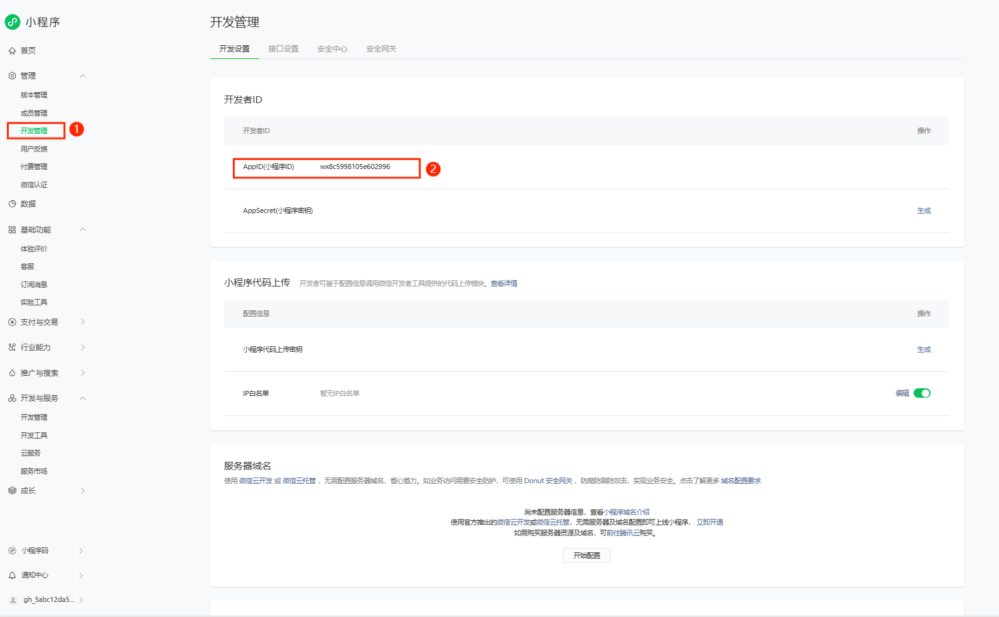 小程序
首页
管理
版本管理
成员管理
开发管理
1
用户反馈
付费管理
微信认证
数据
基础功能
体验评价
客服
订阅消息
实验工具
支付与交易
行业能力
推广与搜索
开发与服务
开发管理
开发工具
云服务
服务市场
成长
小程序码
通知中心
gh_5abc12da5...
开发管理
开发设置 接口设置 安全中心 安全网关
开发者ID
开发者ID 操作
AppID(小程序ID) wx8c5998105e602996 2
AppSecret(小程序密钥) 生成
小程序代码上传 开发者可基于配置信息调用微信开发者工具提供的代码上传模块。查看详情
配置信息 操作
小程序代码上传密钥 生成
IP白名单 暂无IP白名单 编辑
服务器域名
使用 微信云开发 或 微信云托管 ，无需配置服务器域名，省心省力。如业务访问需要安全防护，可使用 Donut 安全网关 ，防爬防刷防攻击，实现业务安全。点击了解更多 域名配置要求
尚未配置服务器信息，查看小程序域名介绍
使用官方推出的微信云开发或微信云托管，无需服务器及域名配置即可上线小程序， 立即开通
如需购买服务器资源及域名，可前往腾讯云购买。
开始配置